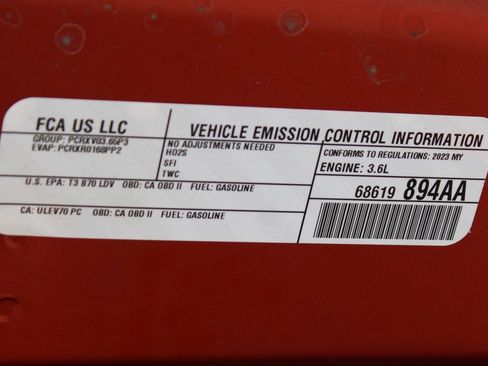 FCA US LLC
VEHICLE EMISSION CONTROL INFORMATION
GROUP: PCRXV03.65P3
EVAP: PCRXR0168PP2
NO ADJUSTMENTS NEEDED
HO2S
SFI
TWC
CONFORMS TO REGULATIONS: 2023 MY
ENGINE: 3.6L
U.S. EPA: T3 B70 LDV OBD: CA OBD II FUEL: GASOLINE
CA: ULEV70 PC OBD: CA OBD II FUEL: GASOLINE
68619 894AA